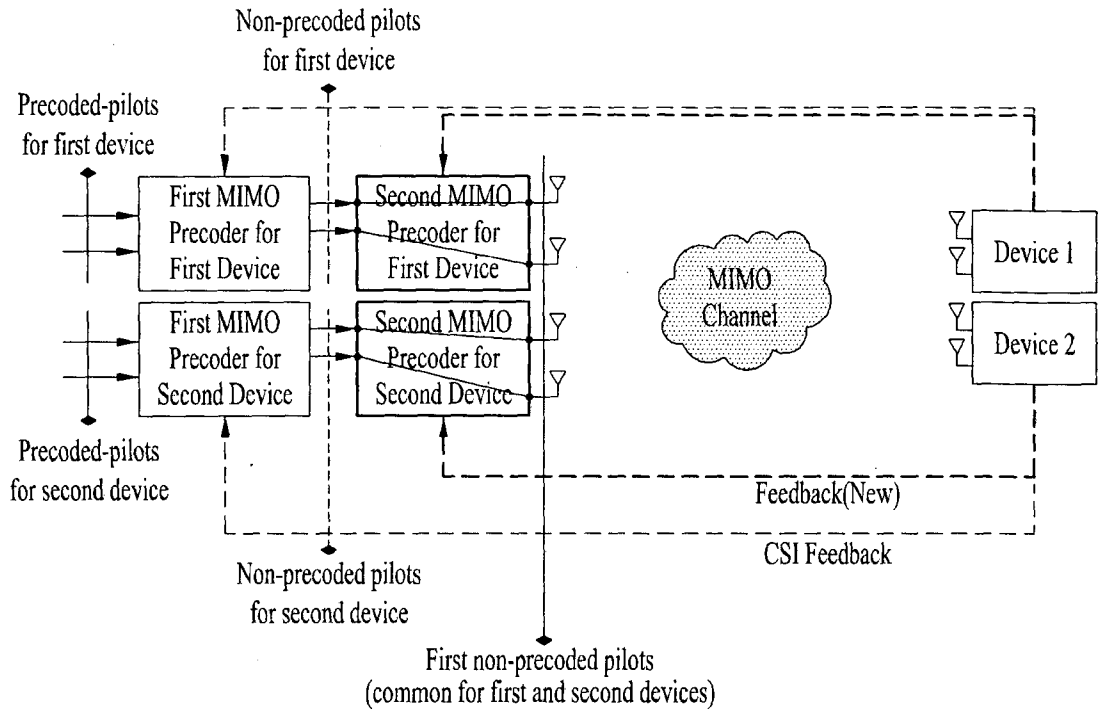 Non-precoded pilots
for first device
Precoded-pilots
for first device
First MIMO
Precoder for
First Device
Second MIMO
Precoder for
First Device
MIMO
Channel
Device 1
Device 2
First MIMO
Precoder for
Second Device
Second MIMO
Precoder for
Second Device
Precoded-pilots
for second device
Feedback(New)
CSI Feedback
Non-precoded pilots
for second device
First non-precoded pilots
(common for first and second devices)